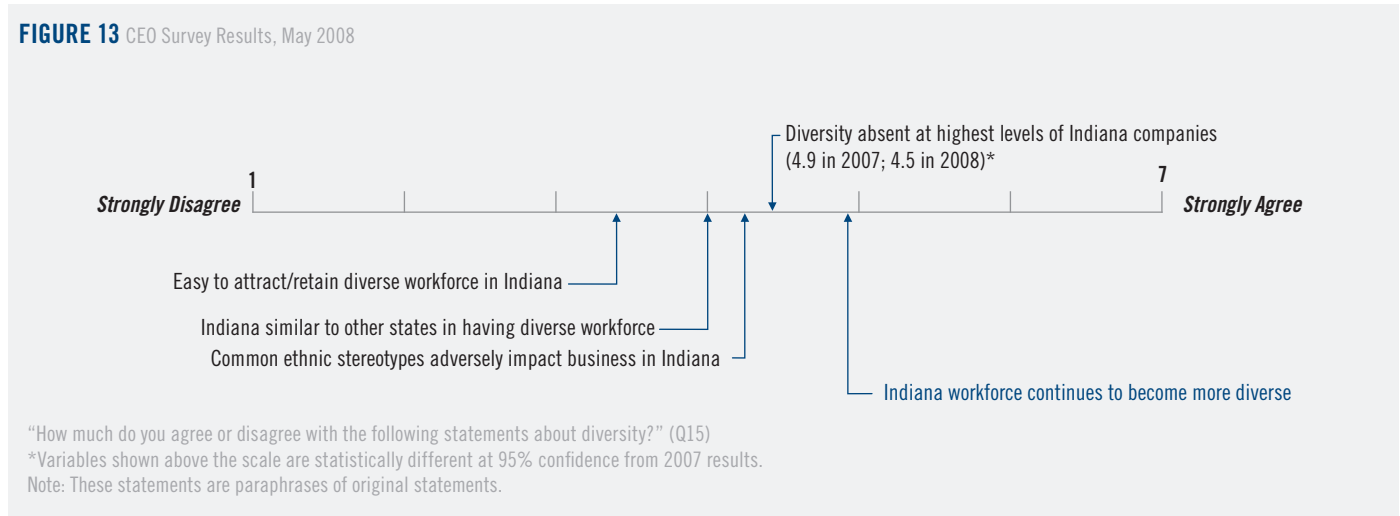 FIGURE 13 CEO Survey Results, May 2008
Diversity absent at highest levels of Indiana companies
(4.9 in 2007; 4.5 in 2008)*
1
7
Strongly Disagree
Strongly Agree
Easy to attract/retain diverse workforce in Indiana
Indiana similar to other states in having diverse workforce
Common ethnic stereotypes adversely impact business in Indiana
Indiana workforce continues to become more diverse
“How much do you agree or disagree with the following statements about diversity?” (Q15)
*Variables shown above the scale are statistically different at 95% confidence from 2007 results.
Note: These statements are paraphrases of original statements.